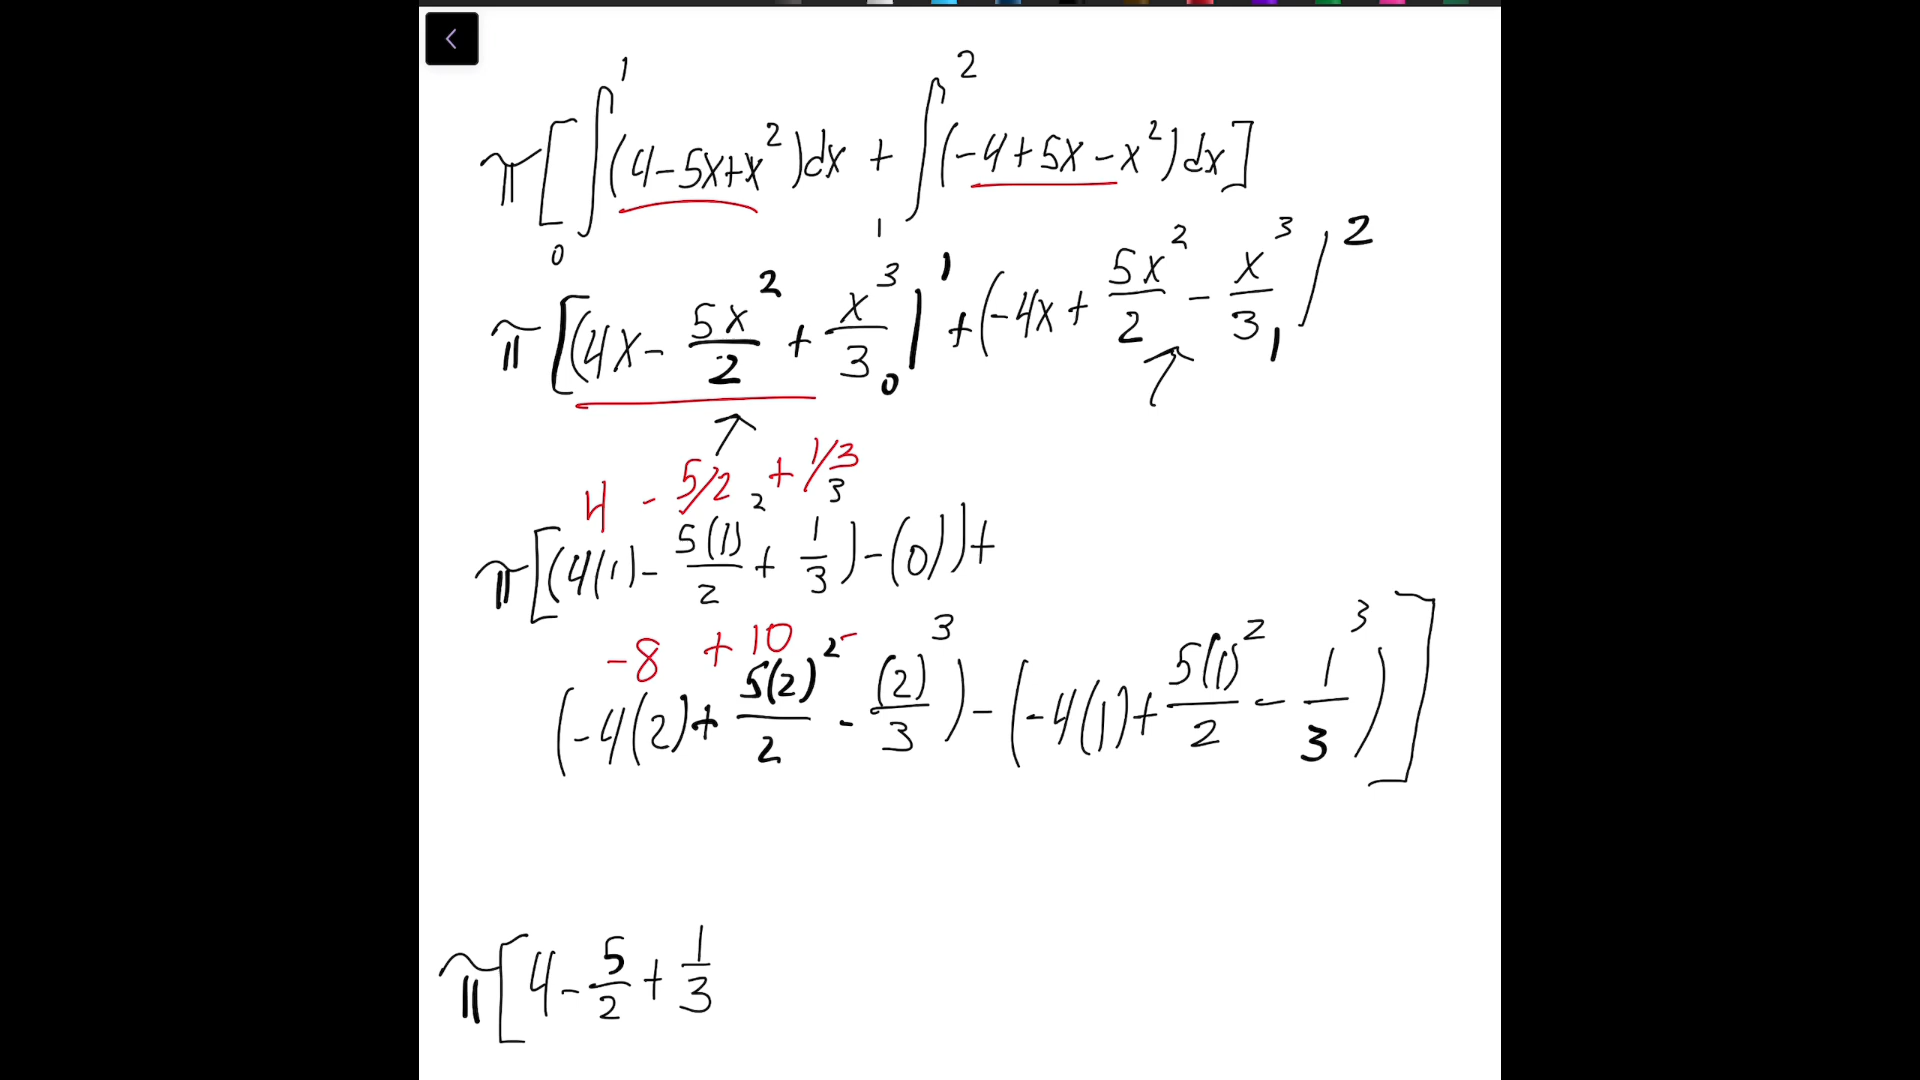 π[∫₀¹(4-5x+x²)dx + ∫₁²(-4+5x-x²)dx]
π[(4x - 5x²/2 + x³/3]₀¹ + (-4x + 5x²/2 - x³/3]₁²
4 - 5/2 + 1/3
π[(4(1) - 5(1)²/2 + 1³/3) - (0)) +
-8 + 10 -
(-4(2) + 5(2)²/2 - (2)³/3) - (-4(1) + 5(1)²/2 - 1³/3)]
π[4 - 5/2 + 1/3